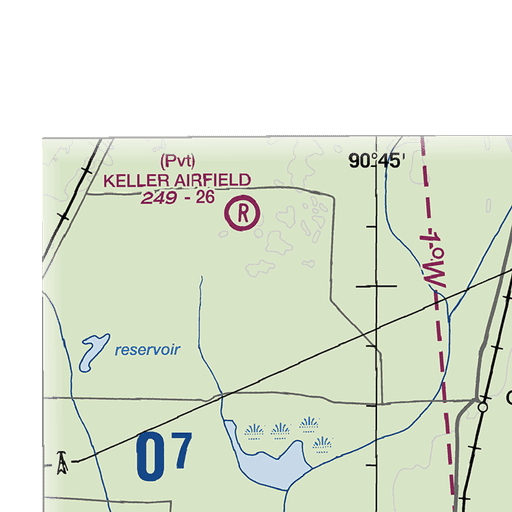 (Pvt)
90°45'
KELLER AIRFIELD
249 - 26
R
1°W
reservoir
07